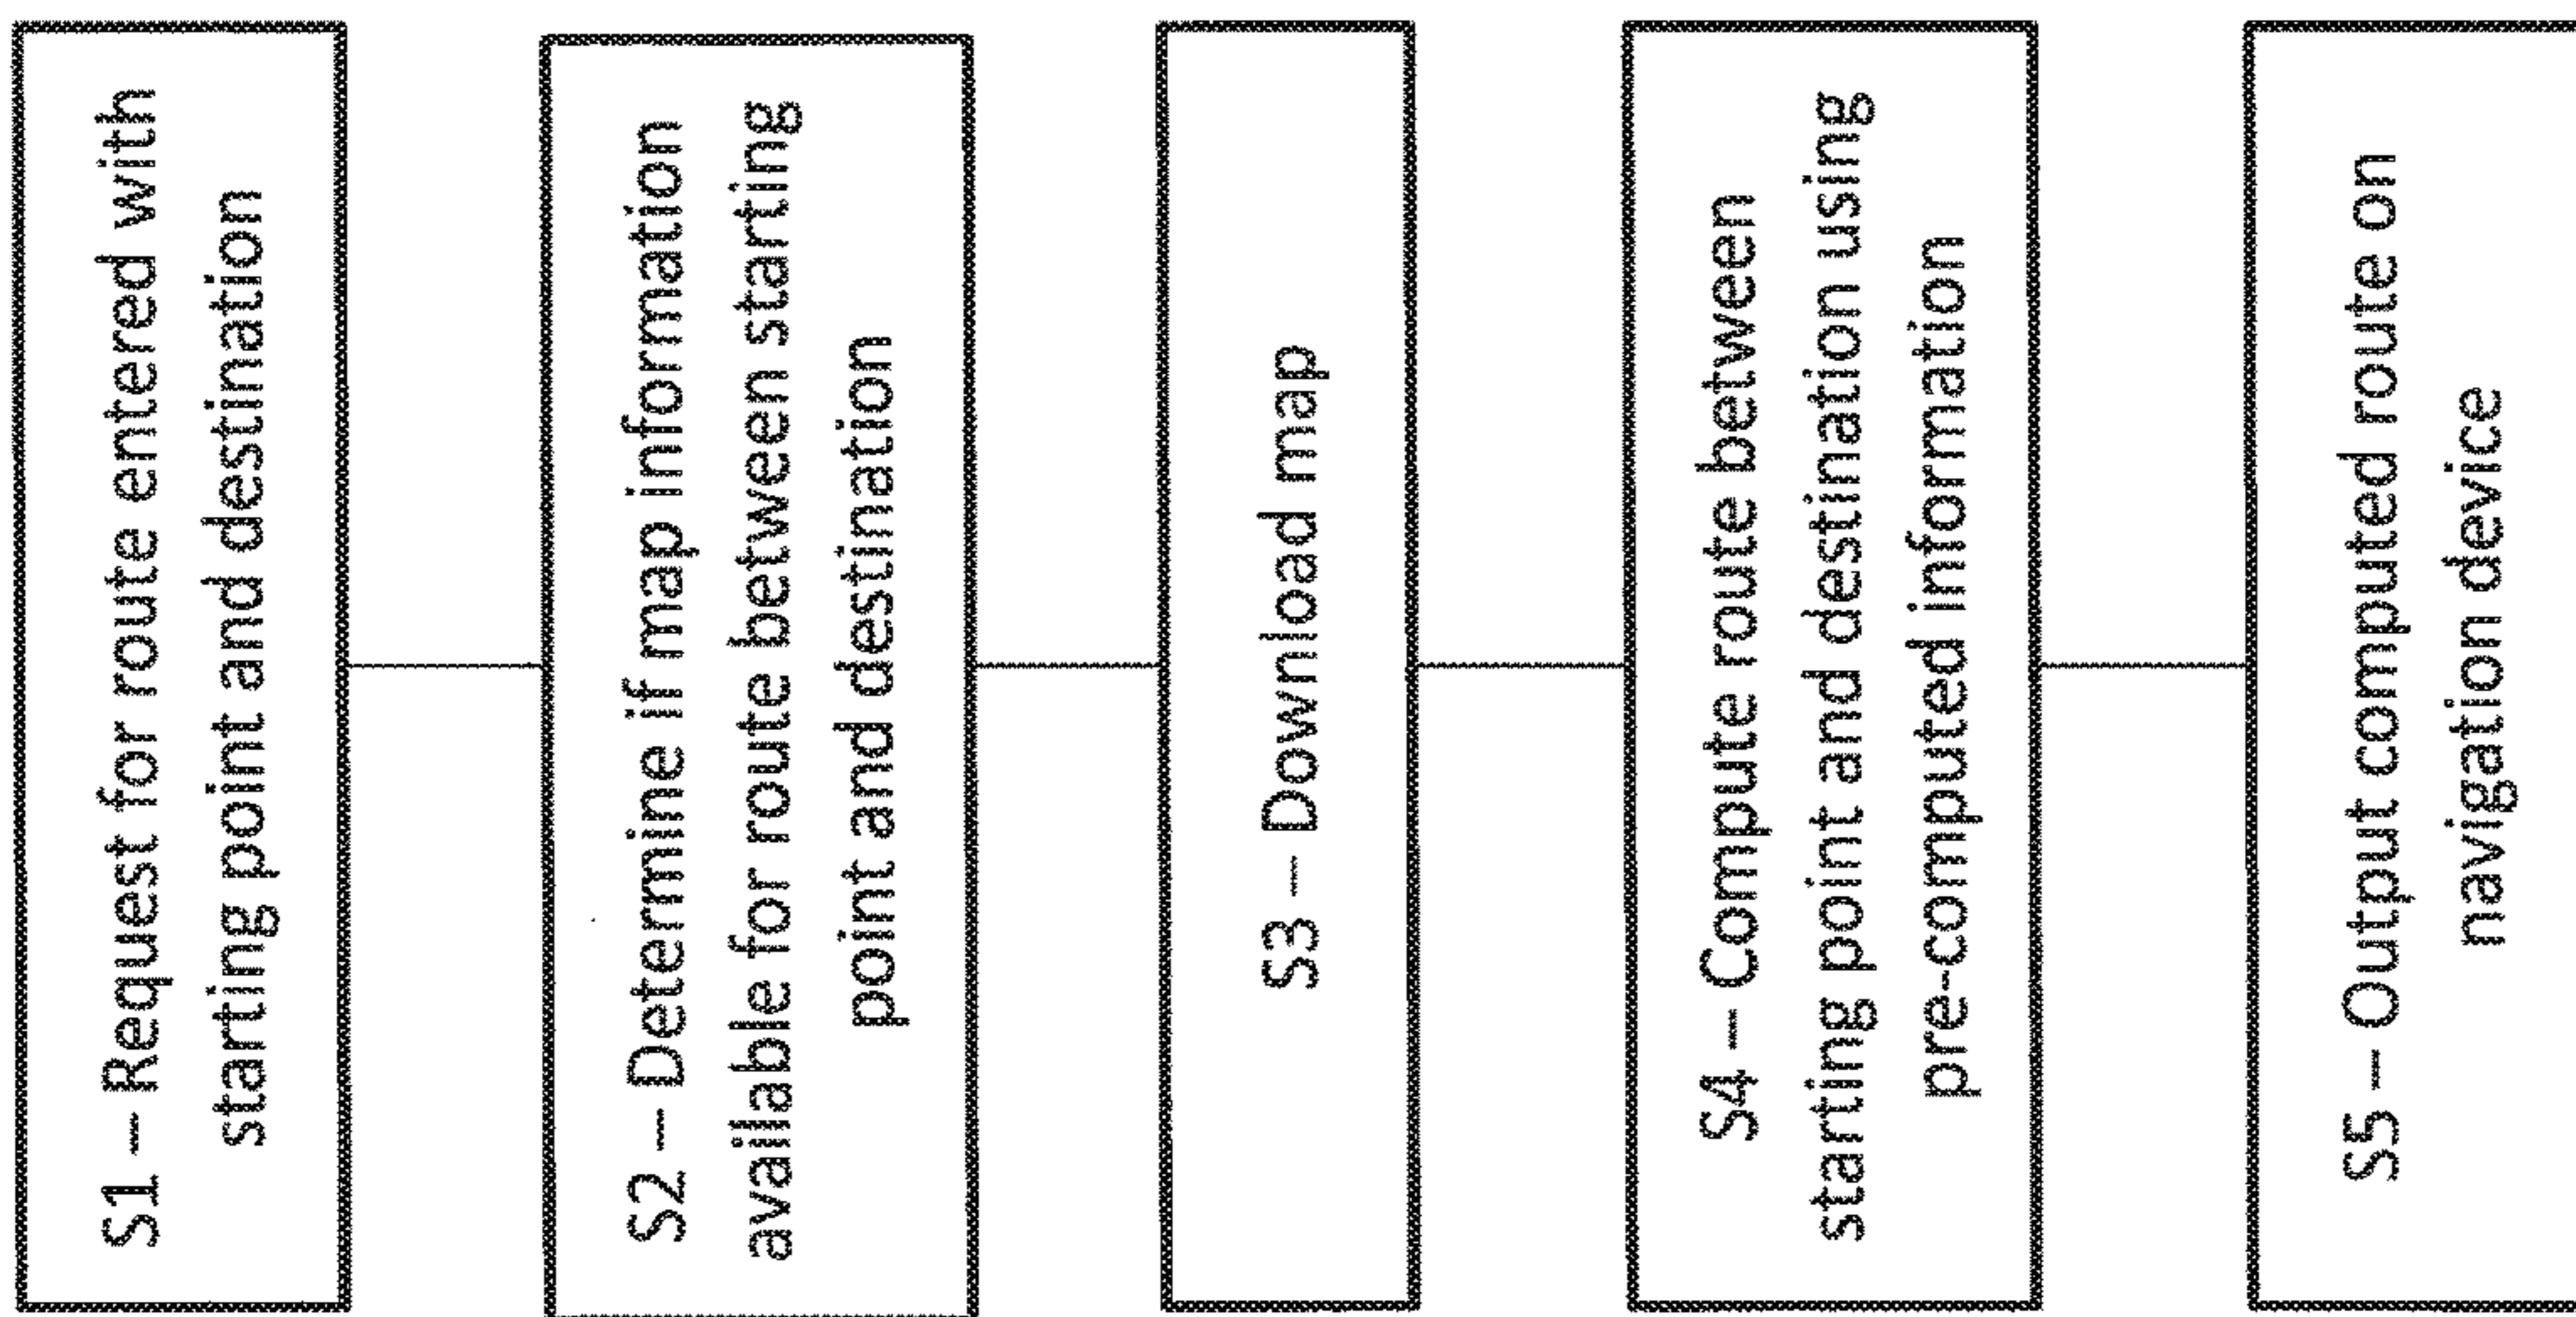 S1 – Request for route entered with
starting point and destination
S2 – Determine if map information
available for route between starting
point and destination
S3 – Download map
S4 – Compute route between
starting point and destination using
pre-computed information
S5 – Output computed route on
navigation device